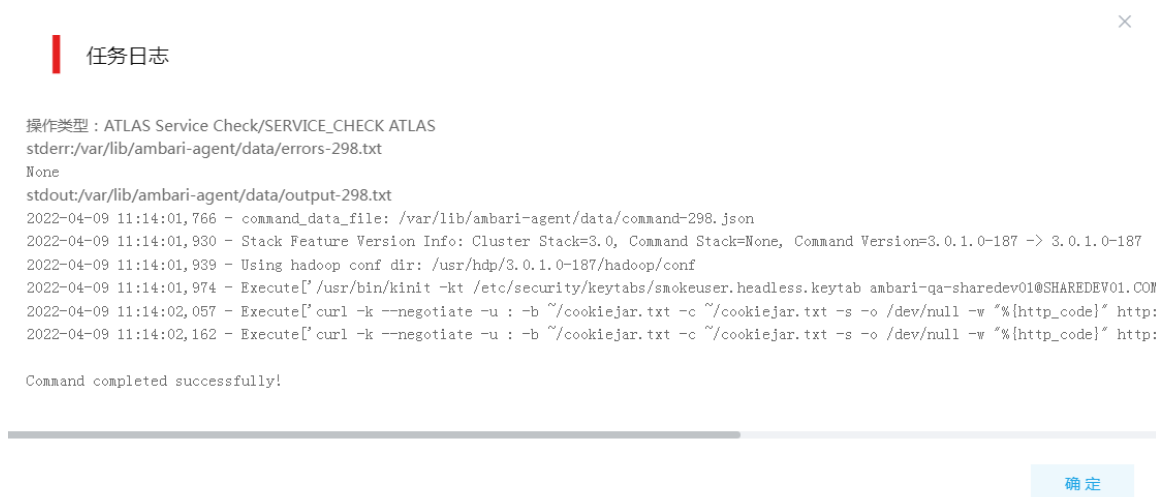 任务日志
操作类型：ATLAS Service Check/SERVICE_CHECK ATLAS
stderr:/var/lib/ambari-agent/data/errors-298.txt
None
stdout:/var/lib/ambari-agent/data/output-298.txt
2022-04-09 11:14:01,766 - command_data_file: /var/lib/ambari-agent/data/command-298.json
2022-04-09 11:14:01,930 - Stack Feature Version Info: Cluster Stack=3.0, Command Stack=None, Command Version=3.0.1.0-187 -> 3.0.1.0-187
2022-04-09 11:14:01,939 - Using hadoop conf dir: /usr/hdp/3.0.1.0-187/hadoop/conf
2022-04-09 11:14:01,974 - Execute['/usr/bin/kinit -kt /etc/security/keytabs/smokeuser.headless.keytab ambari-qa-sharedev01@SHAREDEV01.COM
2022-04-09 11:14:02,057 - Execute['curl -k --negotiate -u : -b ~/cookiejar.txt -c ~/cookiejar.txt -s -o /dev/null -w "%{http_code}" http:
2022-04-09 11:14:02,162 - Execute['curl -k --negotiate -u : -b ~/cookiejar.txt -c ~/cookiejar.txt -s -o /dev/null -w "%{http_code}" http:
Command completed successfully!
确定